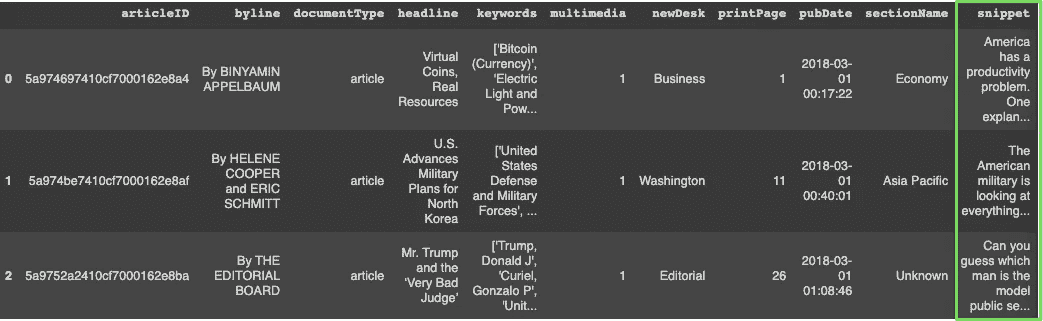 articleID byline documentType headline keywords multimedia newDesk printPage pubDate sectionName snippet
0 5a974697410cf7000162e8a4 By BINYAMIN APPELBAUM article Virtual Coins, Real Resources ['Bitcoin (Currency)', 'Electric Light and Pow... 1 Business 1 2018-03-01 00:17:22 Economy America has a productivity problem. One explan...
1 5a974be7410cf7000162e8af By HELENE COOPER and ERIC SCHMITT article U.S. Advances Military Plans for North Korea ['United States Defense and Military Forces', ... 1 Washington 11 2018-03-01 00:40:01 Asia Pacific The American military is looking at everything...
2 5a9752a2410cf7000162e8ba By THE EDITORIAL BOARD article Mr. Trump and the 'Very Bad Judge' ['Trump, Donald J', 'Curiel, Gonzalo P', 'Unit... 1 Editorial 26 2018-03-01 01:08:46 Unknown Can you guess which man is the model public se...